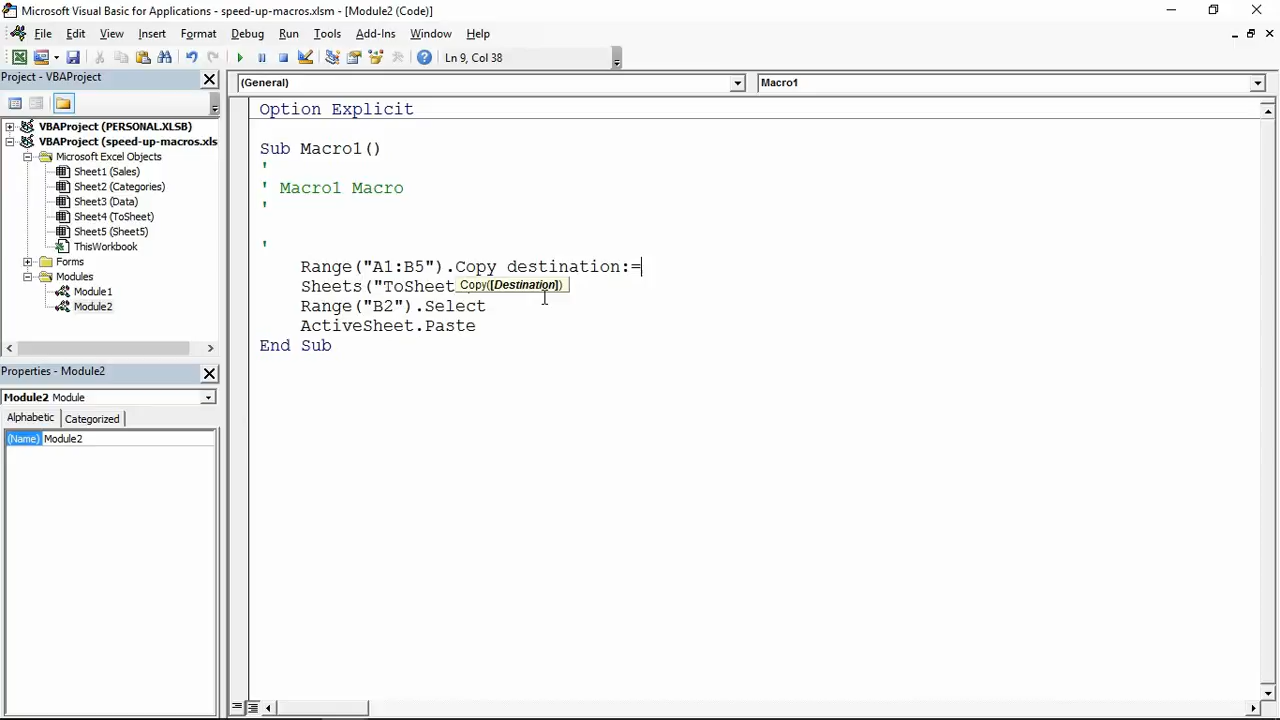 Microsoft Visual Basic for Applications - speed-up-macros.xlsm - [Module2 (Code)]
File Edit View Insert Format Debug Run Tools Add-Ins Window Help
Ln 9, Col 38
Project - VBAProject
VBAProject (PERSONAL.XLSB)
VBAProject (speed-up-macros.xls
Microsoft Excel Objects
Sheet1 (Sales)
Sheet2 (Categories)
Sheet3 (Data)
Sheet4 (ToSheet)
Sheet5 (Sheet5)
ThisWorkbook
Forms
Modules
Module1
Module2
Properties - Module2
Module2 Module
Alphabetic Categorized
(Name) Module2
(General) Macro1
Option Explicit
Sub Macro1()
'
' Macro1 Macro
'
'
Range("A1:B5").Copy destination:=
Sheets("ToSheet
Copy([Destination])
Range("B2").Select
ActiveSheet.Paste
End Sub